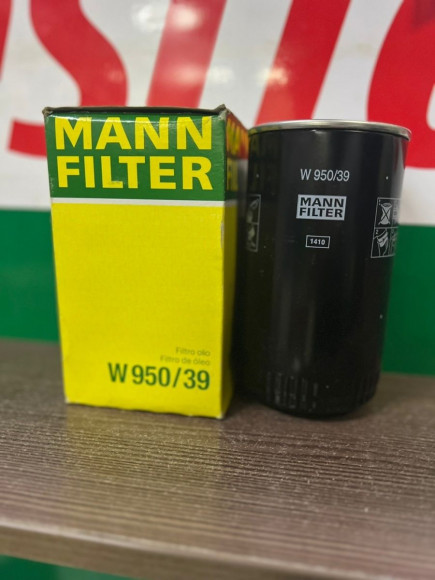 MANN
FILTER
Filtro olio
Filtro de óleo
W 950/39
W 950/39
MANN
FILTER
1410